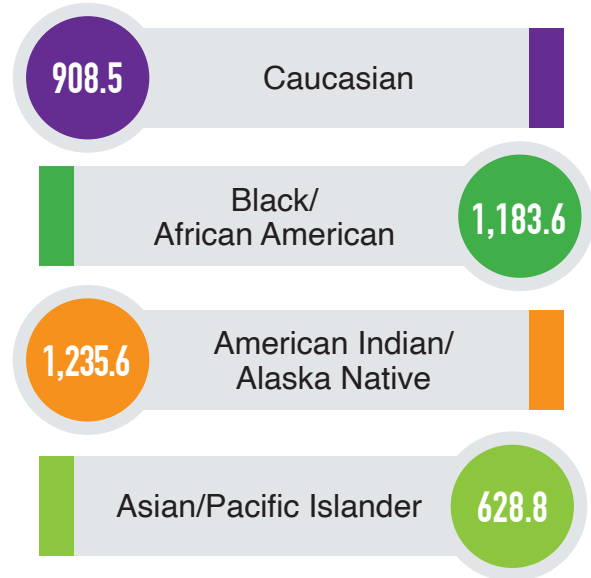 908.5
Caucasian
Black/
African American
1,183.6
1,235.6
American Indian/
Alaska Native
Asian/Pacific Islander
628.8